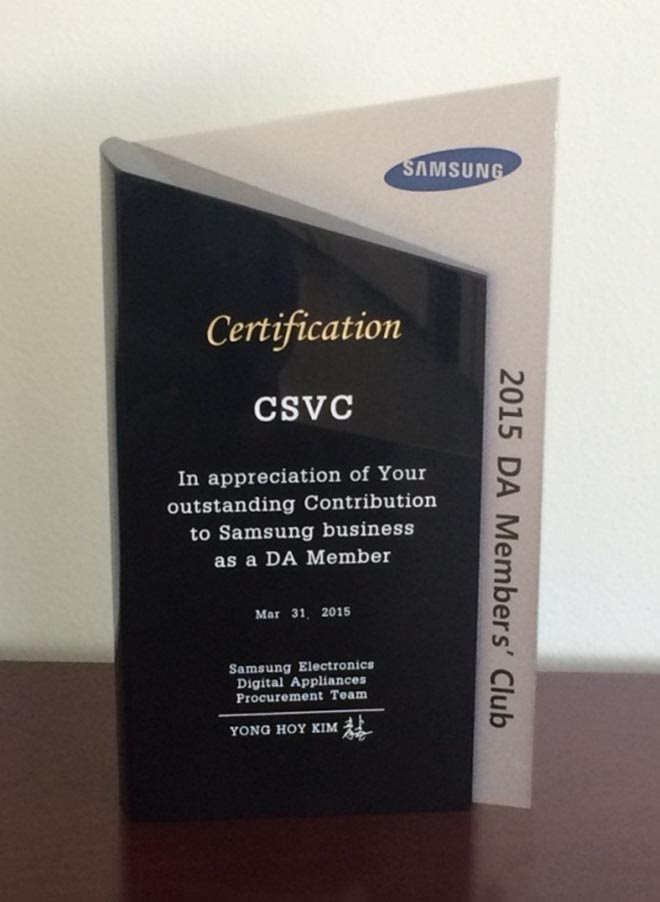 SAMSUNG
Certification
CSVC
In appreciation of Your
outstanding Contribution
to Samsung business
as a DA Member
Mar 31, 2015
Samsung Electronics
Digital Appliances
Procurement Team
YONG HOY KIM
2015 DA Members' Club